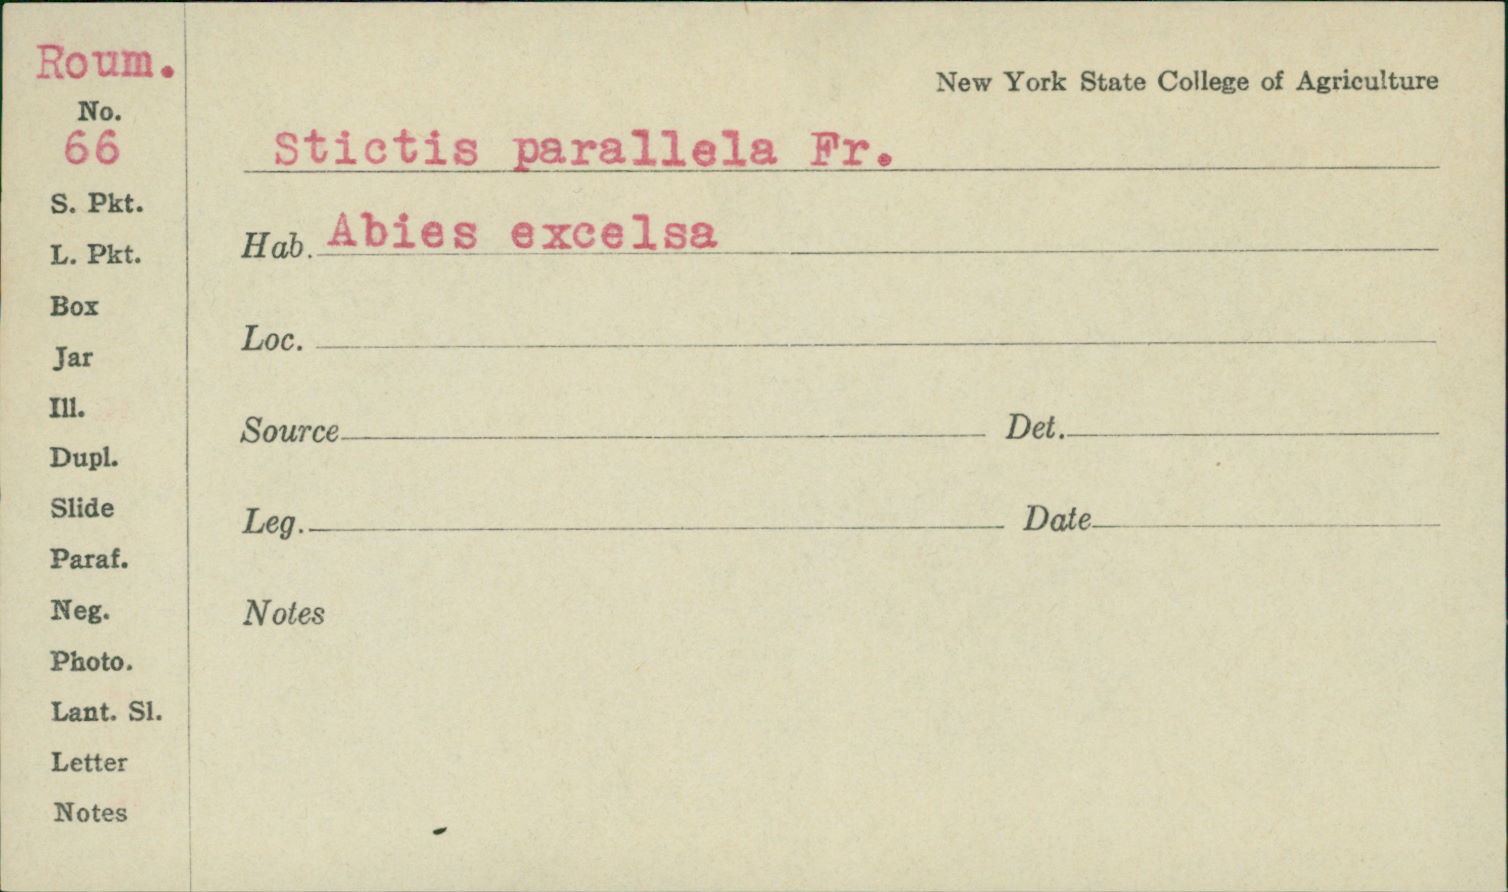 Roum.
No.
66
S. Pkt.
L. Pkt.
Box
Jar
Ill.
Dupl.
Slide
Paraf.
Neg.
Photo.
Lant. Sl.
Letter
Notes
New York State College of Agriculture
Stictis parallela Fr.
Hab. Abies excelsa
Loc.
Source Det.
Leg. Date
Notes